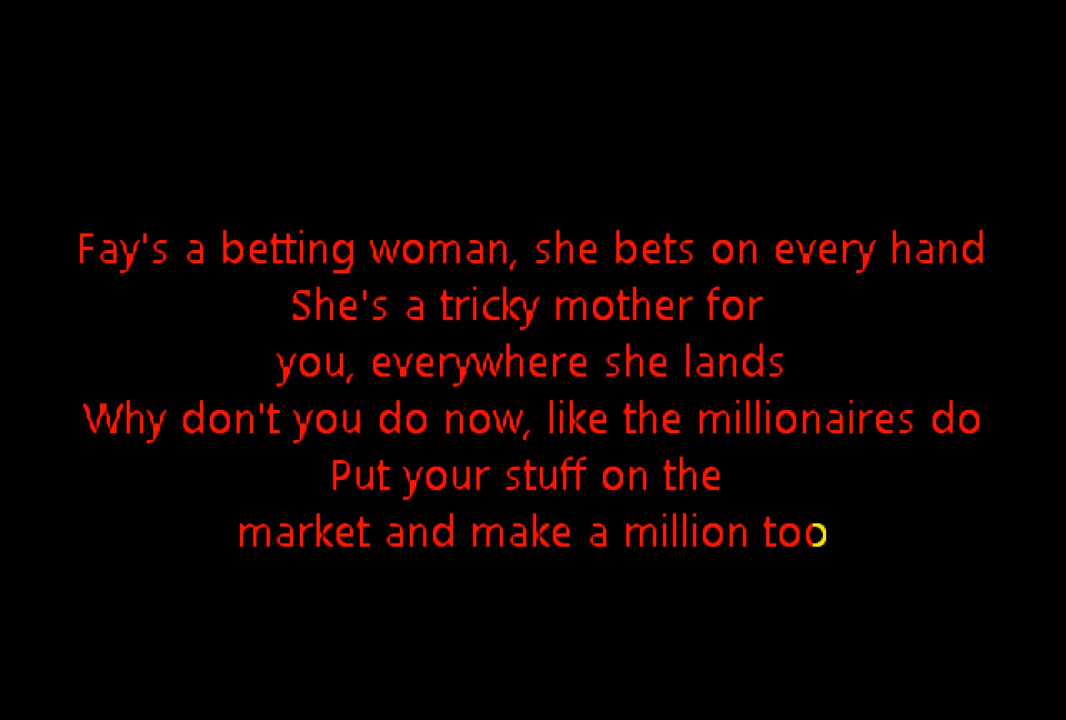 Fay's a betting woman, she bets on every hand
She's a tricky mother for
you, everywhere she lands
Why don't you do now, like the millionaires do
Put your stuff on the
market and make a million too